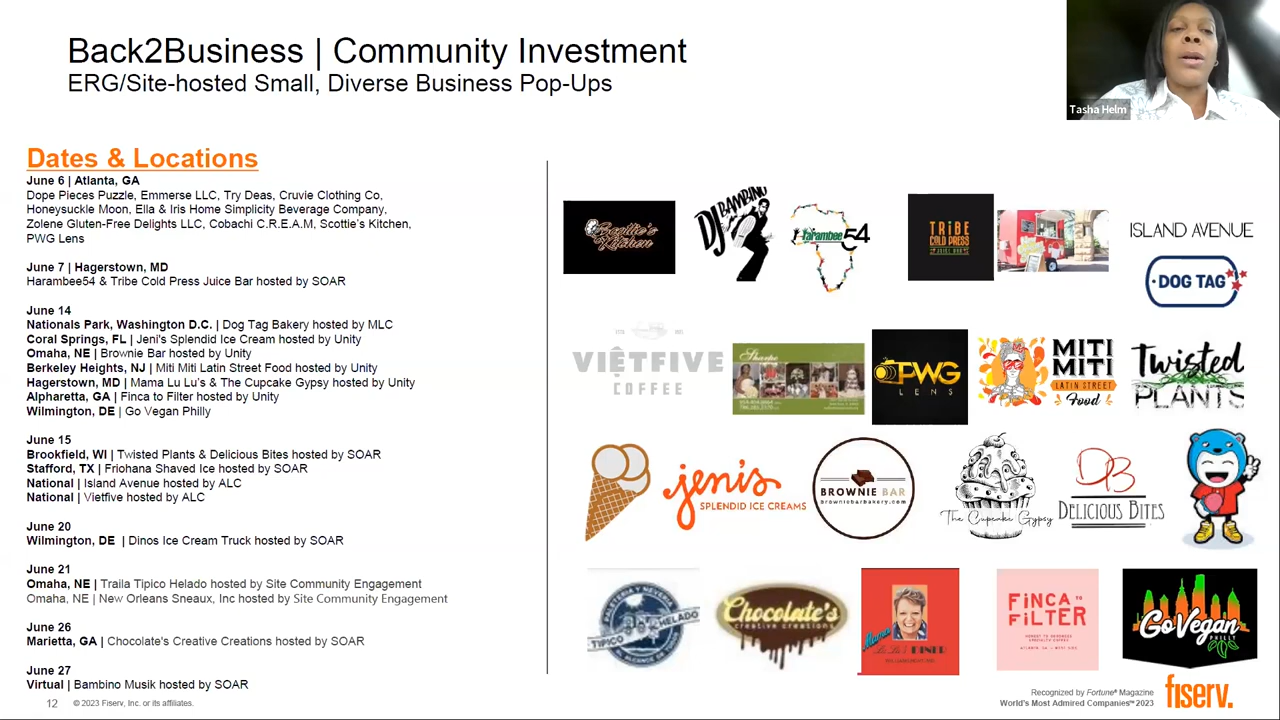 Back2Business | Community Investment
ERG/Site-hosted Small, Diverse Business Pop-Ups
Tasha Helm
Dates & Locations
June 6 | Atlanta, GA
Dope Pieces Puzzle, Emmerse LLC, Try Deas, Cruvie Clothing Co,
Honeysuckle Moon, Ella & Iris Home Simplicity Beverage Company,
Zolene Gluten-Free Delights LLC, Cobachi C.R.E.A.M, Scottie's Kitchen,
PWG Lens
June 7 | Hagerstown, MD
Harambee54 & Tribe Cold Press Juice Bar hosted by SOAR
June 14
Nationals Park, Washington D.C. | Dog Tag Bakery hosted by MLC
Coral Springs, FL | Jeni's Splendid Ice Cream hosted by Unity
Omaha, NE | Brownie Bar hosted by Unity
Berkeley Heights, NJ | Miti Miti Latin Street Food hosted by Unity
Hagerstown, MD | Mama Lu Lu's & The Cupcake Gypsy hosted by Unity
Alpharetta, GA | Finca to Filter hosted by Unity
Wilmington, DE | Go Vegan Philly
June 15
Brookfield, WI | Twisted Plants & Delicious Bites hosted by SOAR
Stafford, TX | Friohana Shaved Ice hosted by SOAR
National | Island Avenue hosted by ALC
National | Vietfive hosted by ALC
June 20
Wilmington, DE | Dinos Ice Cream Truck hosted by SOAR
June 21
Omaha, NE | Traila Tipico Helado hosted by Site Community Engagement
Omaha, NE | New Orleans Sneaux, Inc hosted by Site Community Engagement
June 26
Marietta, GA | Chocolate's Creative Creations hosted by SOAR
June 27
Virtual | Bambino Musik hosted by SOAR
Scottie's
Kitchen
DJ BAMBINO
Harambee54
TRIBE
COLD PRESS
JUICE BAR
ISLAND AVENUE
DOG TAG
VIỆTFIVE
COFFEE
Sharpe
PWG
LENS
MITI
MITI
LATIN STREET
Food
Twisted
PLANTS
jeni's
SPLENDID ICE CREAMS
BROWNIE BAR
browniebarbakery.com
The Cupcake Gypsy
DB
DELICIOUS BITES
TIPICO HELADO
Chocolate's
creative creations
Mama
DINER
FiNCA TO
FiLTER
Go Vegan
PHILLY
12
© 2023 Fiserv, Inc. or its affiliates.
Recognized by Fortune® Magazine
World's Most Admired Companies™ 2023
fiserv.